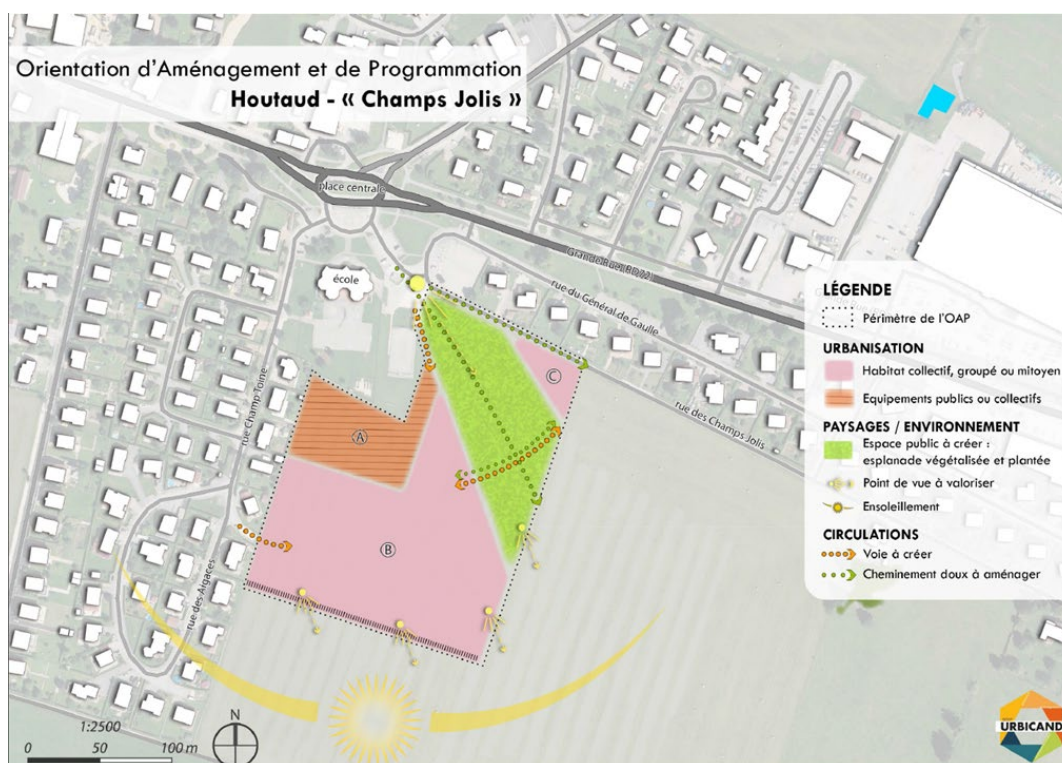 Orientation d'Aménagement et de Programmation
Houtaud - « Champs Jolis »
place centrale
Grande Rue (RD72)
école
rue du Général de Gaulle
rue Champ Toine
rue des Champs Jolis
rue des Aigaces
A
B
C
LÉGENDE
Périmètre de l'OAP
URBANISATION
Habitat collectif, groupé ou mitoyen
Equipements publics ou collectifs
PAYSAGES / ENVIRONNEMENT
Espace public à créer :
esplanade végétalisée et plantée
Point de vue à valoriser
Ensoleillement
CIRCULATIONS
Voie à créer
Cheminement doux à aménager
1:2500
0 50 100 m
N
URBICAND